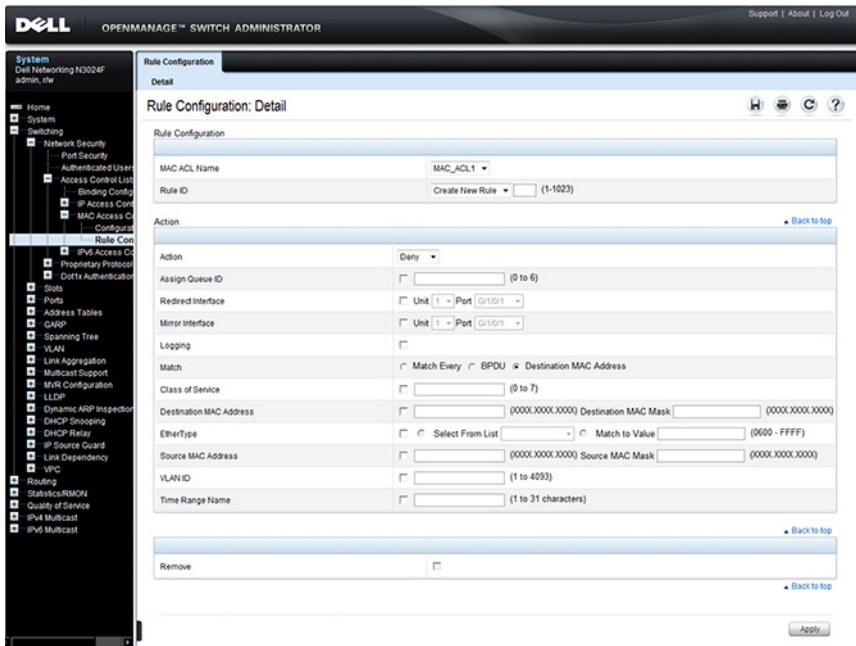 Support | About | Log Out
DELL OPENMANAGE™ SWITCH ADMINISTRATOR
System
Dell Networking N3024F
admin, r/w
Home
System
Switching
Network Security
Port Security
Authenticated User
Access Control List
Binding Config
IP Access Cont
MAC Access Co
Configurat
Rule Con
IPv6 Access Co
Proprietary Protocol
Dot1x Authentication
Slots
Ports
Address Tables
GARP
Spanning Tree
VLAN
Link Aggregation
Multicast Support
MVR Configuration
LLDP
Dynamic ARP Inspection
DHCP Snooping
DHCP Relay
IP Source Guard
Link Dependency
VPC
Routing
Statistics/RMON
Quality of Service
IPv4 Multicast
IPv6 Multicast
Rule Configuration
Detail
Rule Configuration: Detail
Rule Configuration
MAC ACL Name MAC_ACL1
Rule ID Create New Rule (1-1023)
Action Back to top
Action Deny
Assign Queue ID (0 to 6)
Redirect Interface Unit 1 Port Gi1/0/1
Mirror Interface Unit 1 Port Gi1/0/1
Logging
Match Match Every BPDU Destination MAC Address
Class of Service (0 to 7)
Destination MAC Address (XXXX.XXXX.XXXX) Destination MAC Mask (XXXX.XXXX.XXXX)
EtherType Select From List Match to Value (0600 - FFFF)
Source MAC Address (XXXX.XXXX.XXXX) Source MAC Mask (XXXX.XXXX.XXXX)
VLAN ID (1 to 4093)
Time Range Name (1 to 31 characters)
Back to top
Remove
Back to top
Apply